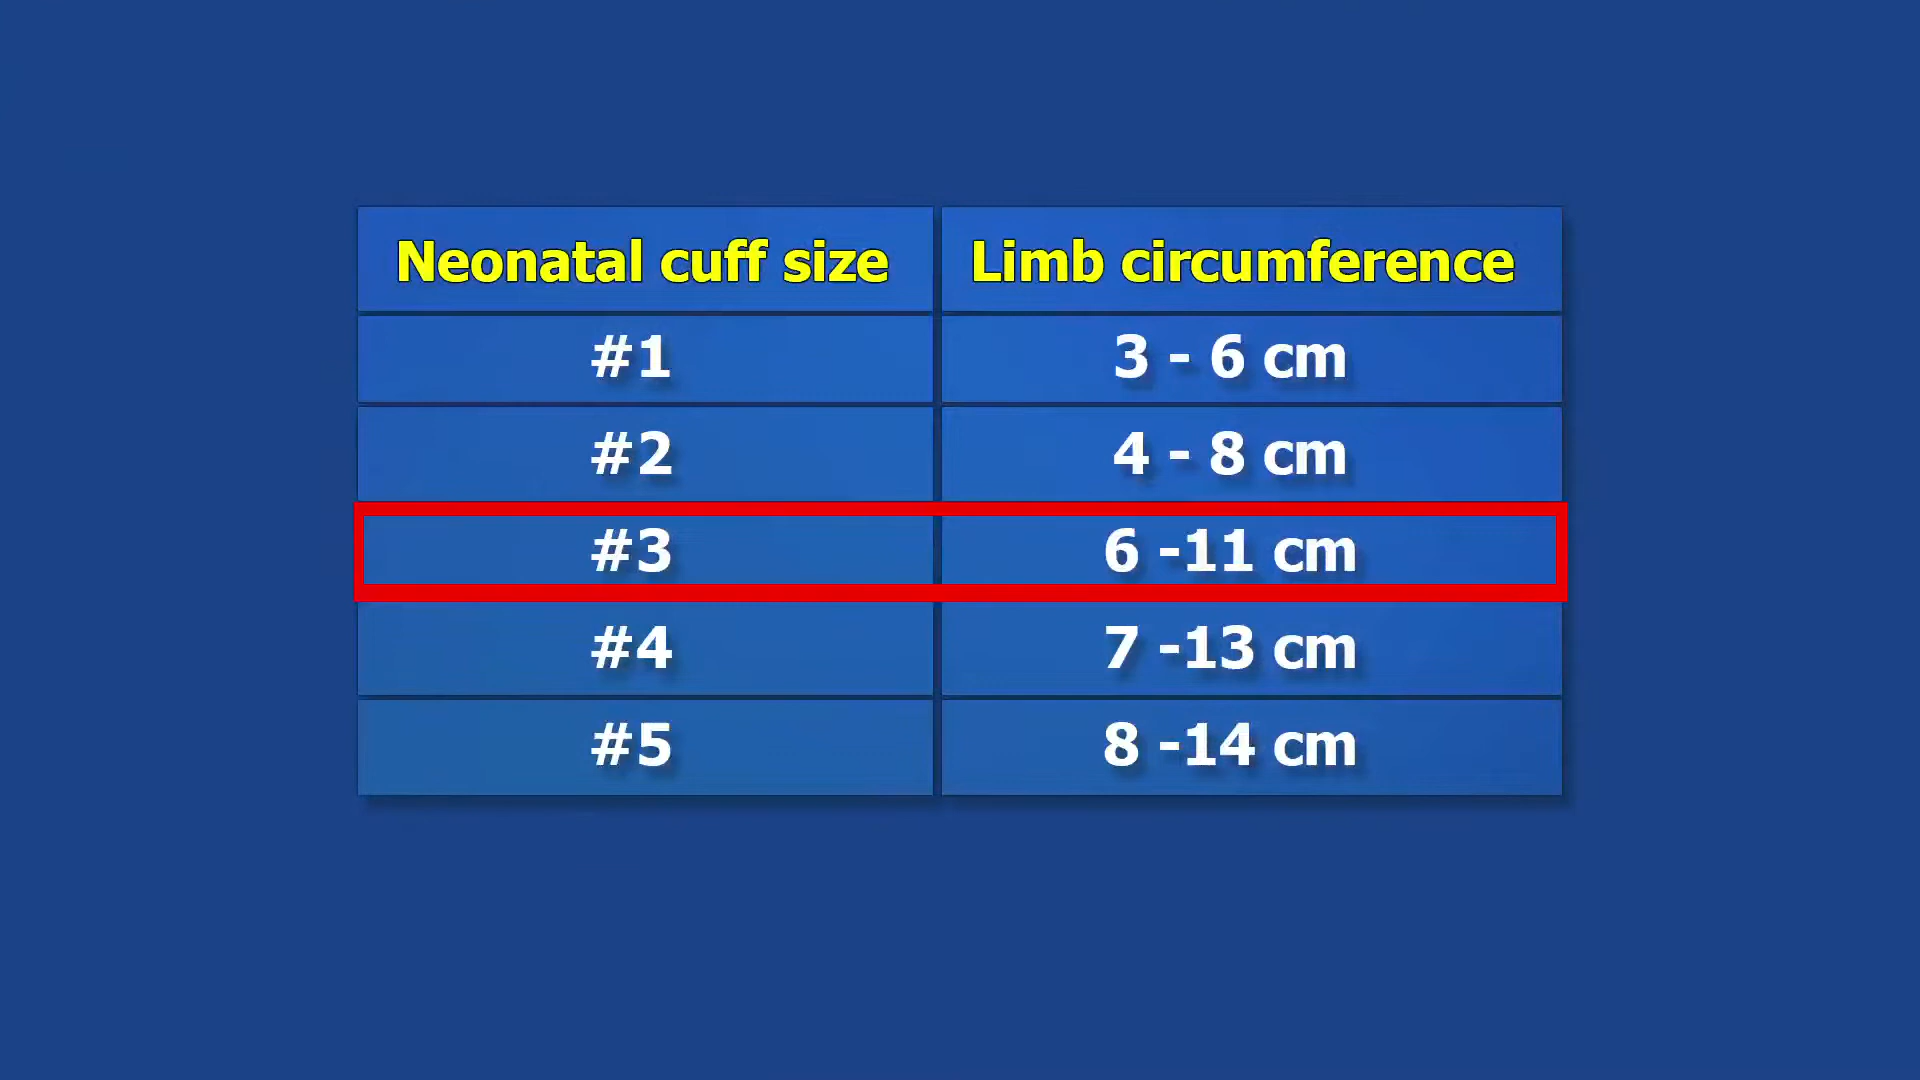 Neonatal cuff size Limb circumference
#1 3 - 6 cm
#2 4 - 8 cm
#3 6 -11 cm
#4 7 -13 cm
#5 8 -14 cm